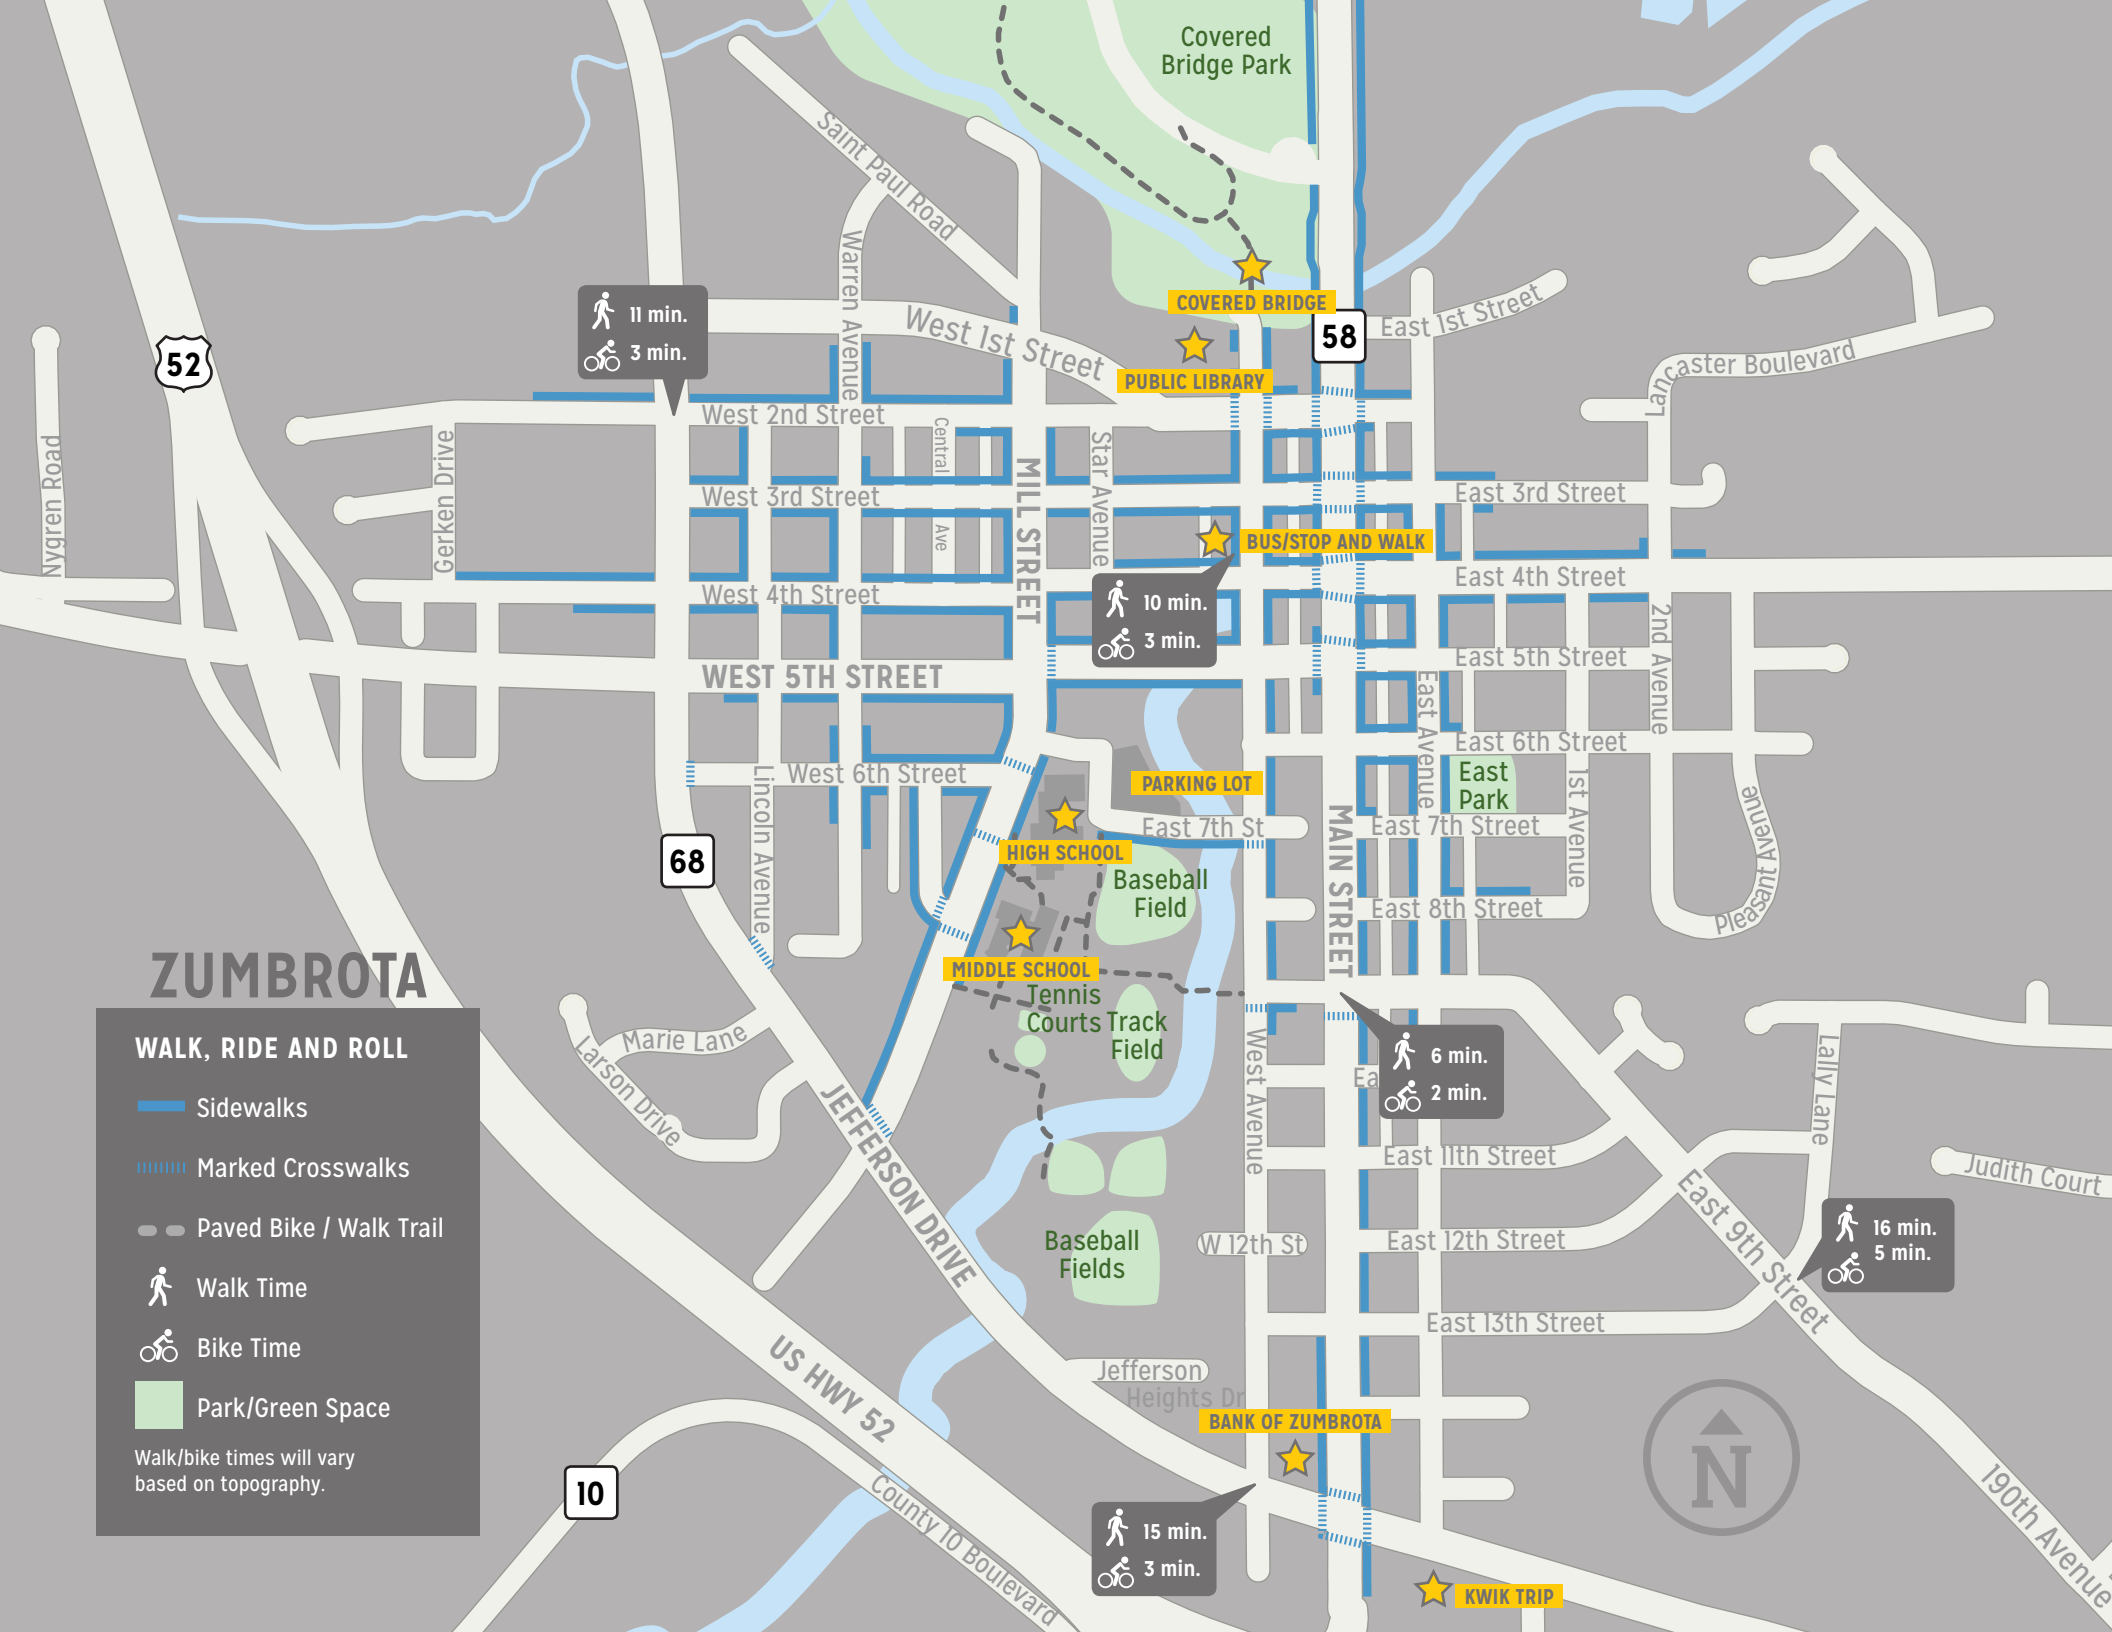 Covered
Bridge Park
Saint Paul Road
Warren Avenue
COVERED BRIDGE
11 min.
3 min.
West 1st Street
58
East 1st Street
52
PUBLIC LIBRARY
Lancaster Boulevard
West 2nd Street
Central
Ave
Star Avenue
MILL STREET
Nygren Road
Gerken Drive
West 3rd Street
East 3rd Street
BUS/STOP AND WALK
West 4th Street
East 4th Street
10 min.
3 min.
2nd Avenue
WEST 5TH STREET
East 5th Street
East Avenue
East 6th Street
West 6th Street
Lincoln Avenue
PARKING LOT
East
Park
1st Avenue
Pleasant Avenue
East 7th St
East 7th Street
MAIN STREET
HIGH SCHOOL
68
Baseball
Field
East 8th Street
MIDDLE SCHOOL
Tennis
Courts
Track
Field
ZUMBROTA
WALK, RIDE AND ROLL
Sidewalks
Marked Crosswalks
Paved Bike / Walk Trail
Walk Time
Bike Time
Park/Green Space
Walk/bike times will vary
based on topography.
Marie Lane
Larson Drive
JEFFERSON DRIVE
West Avenue
Ea
6 min.
2 min.
Lally Lane
East 11th Street
Judith Court
East 9th Street
16 min.
5 min.
Baseball
Fields
W 12th St
East 12th Street
East 13th Street
US HWY 52
Jefferson
Heights Dr
BANK OF ZUMBROTA
10
County 10 Boulevard
15 min.
3 min.
KWIK TRIP
N
190th Avenue